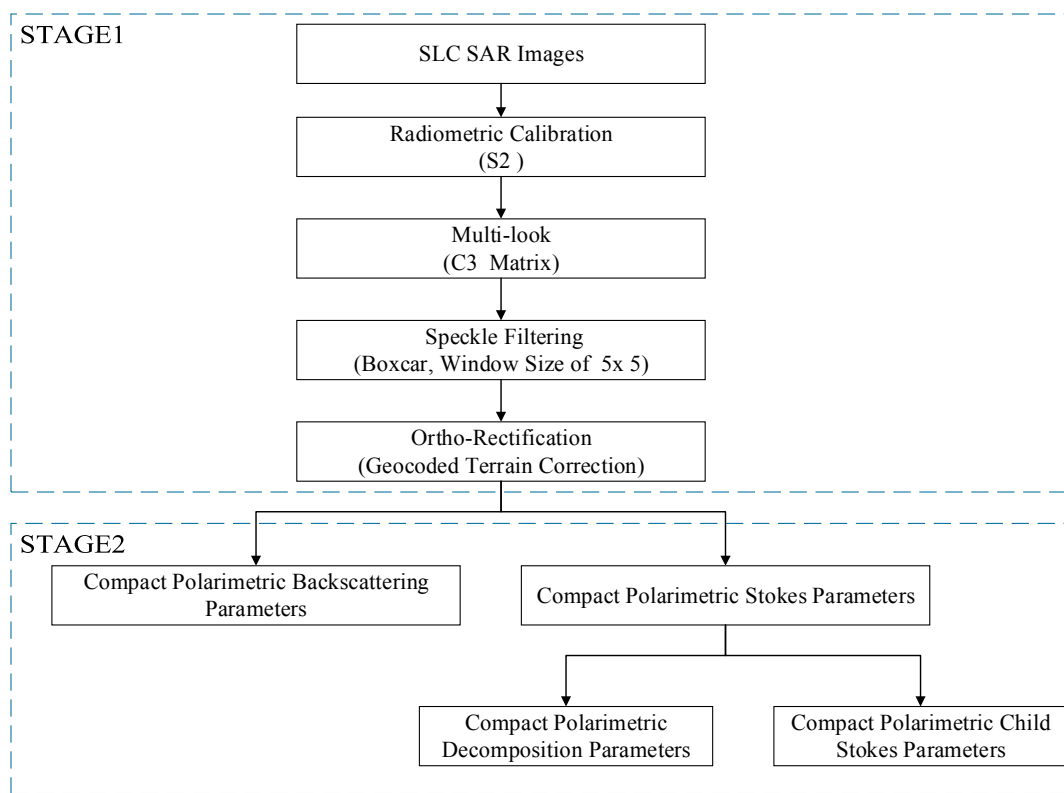 STAGE1
SLC SAR Images
Radiometric Calibration
(S2 )
Multi-look
(C3 Matrix)
Speckle Filtering
(Boxcar, Window Size of 5x 5)
Ortho-Rectification
(Geocoded Terrain Correction)
STAGE2
Compact Polarimetric Backscattering
Parameters
Compact Polarimetric Stokes Parameters
Compact Polarimetric
Decomposition Parameters
Compact Polarimetric Child
Stokes Parameters